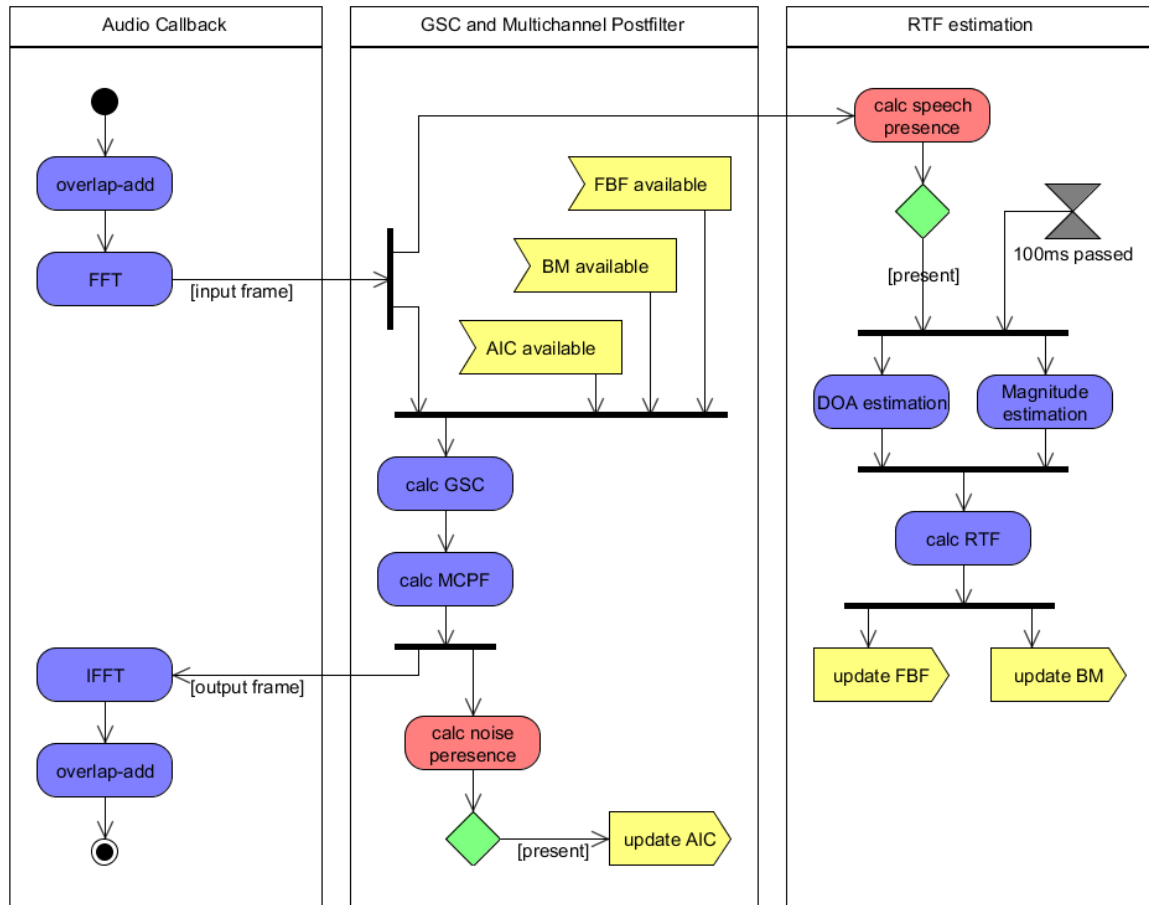 Audio Callback
GSC and Multichannel Postfilter
RTF estimation
overlap-add
FFT
[input frame]
IFFT
[output frame]
overlap-add
FBF available
BM available
AIC available
calc GSC
calc MCPF
calc noise
peresence
[present]
update AIC
calc speech
presence
100ms passed
[present]
DOA estimation
Magnitude
estimation
calc RTF
update FBF
update BM